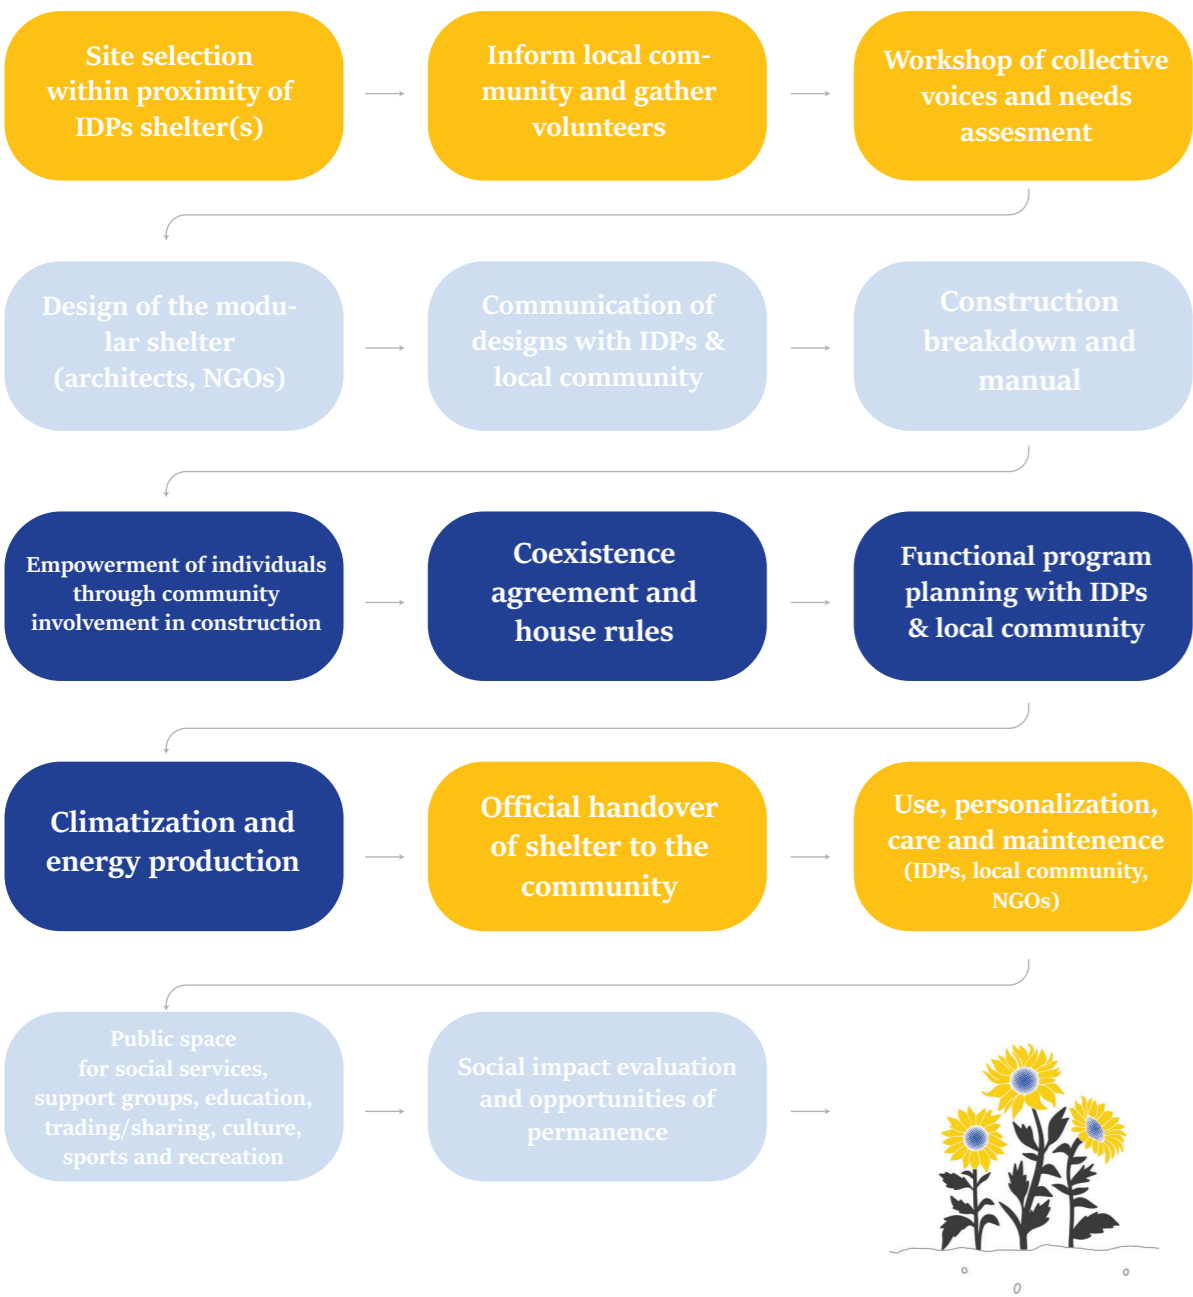 Site selection
within proximity of
IDPs shelter(s)
Inform local com-
munity and gather
volunteers
Workshop of collective
voices and needs
assesment
Design of the modu-
lar shelter
(architects, NGOs)
Communication of
designs with IDPs &
local community
Construction
breakdown and
manual
Empowerment of individuals
through community
involvement in construction
Coexistence
agreement and
house rules
Functional program
planning with IDPs
& local community
Climatization and
energy production
Official handover
of shelter to the
community
Use, personalization,
care and maintenence
(IDPs, local community,
NGOs)
Public space
for social services,
support groups, education,
trading/sharing, culture,
sports and recreation
Social impact evaluation
and opportunities of
permanence